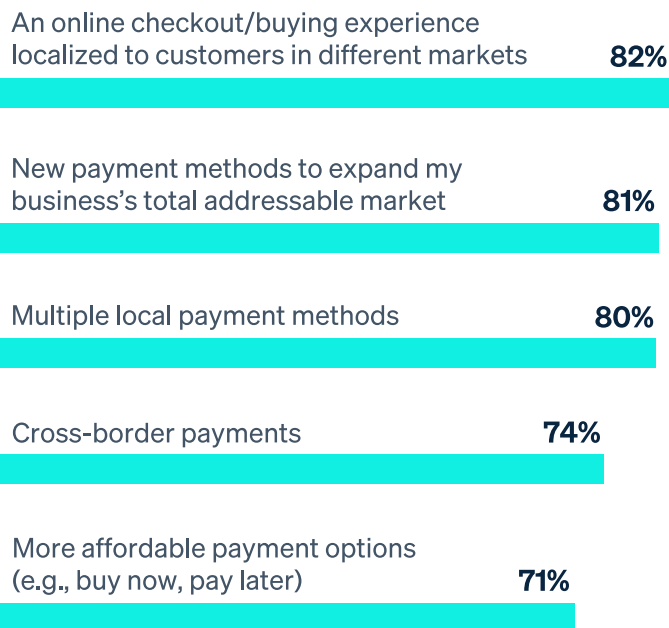 An online checkout/buying experience
localized to customers in different markets 82%
New payment methods to expand my
business’s total addressable market 81%
Multiple local payment methods 80%
Cross-border payments 74%
More affordable payment options
(e.g., buy now, pay later) 71%